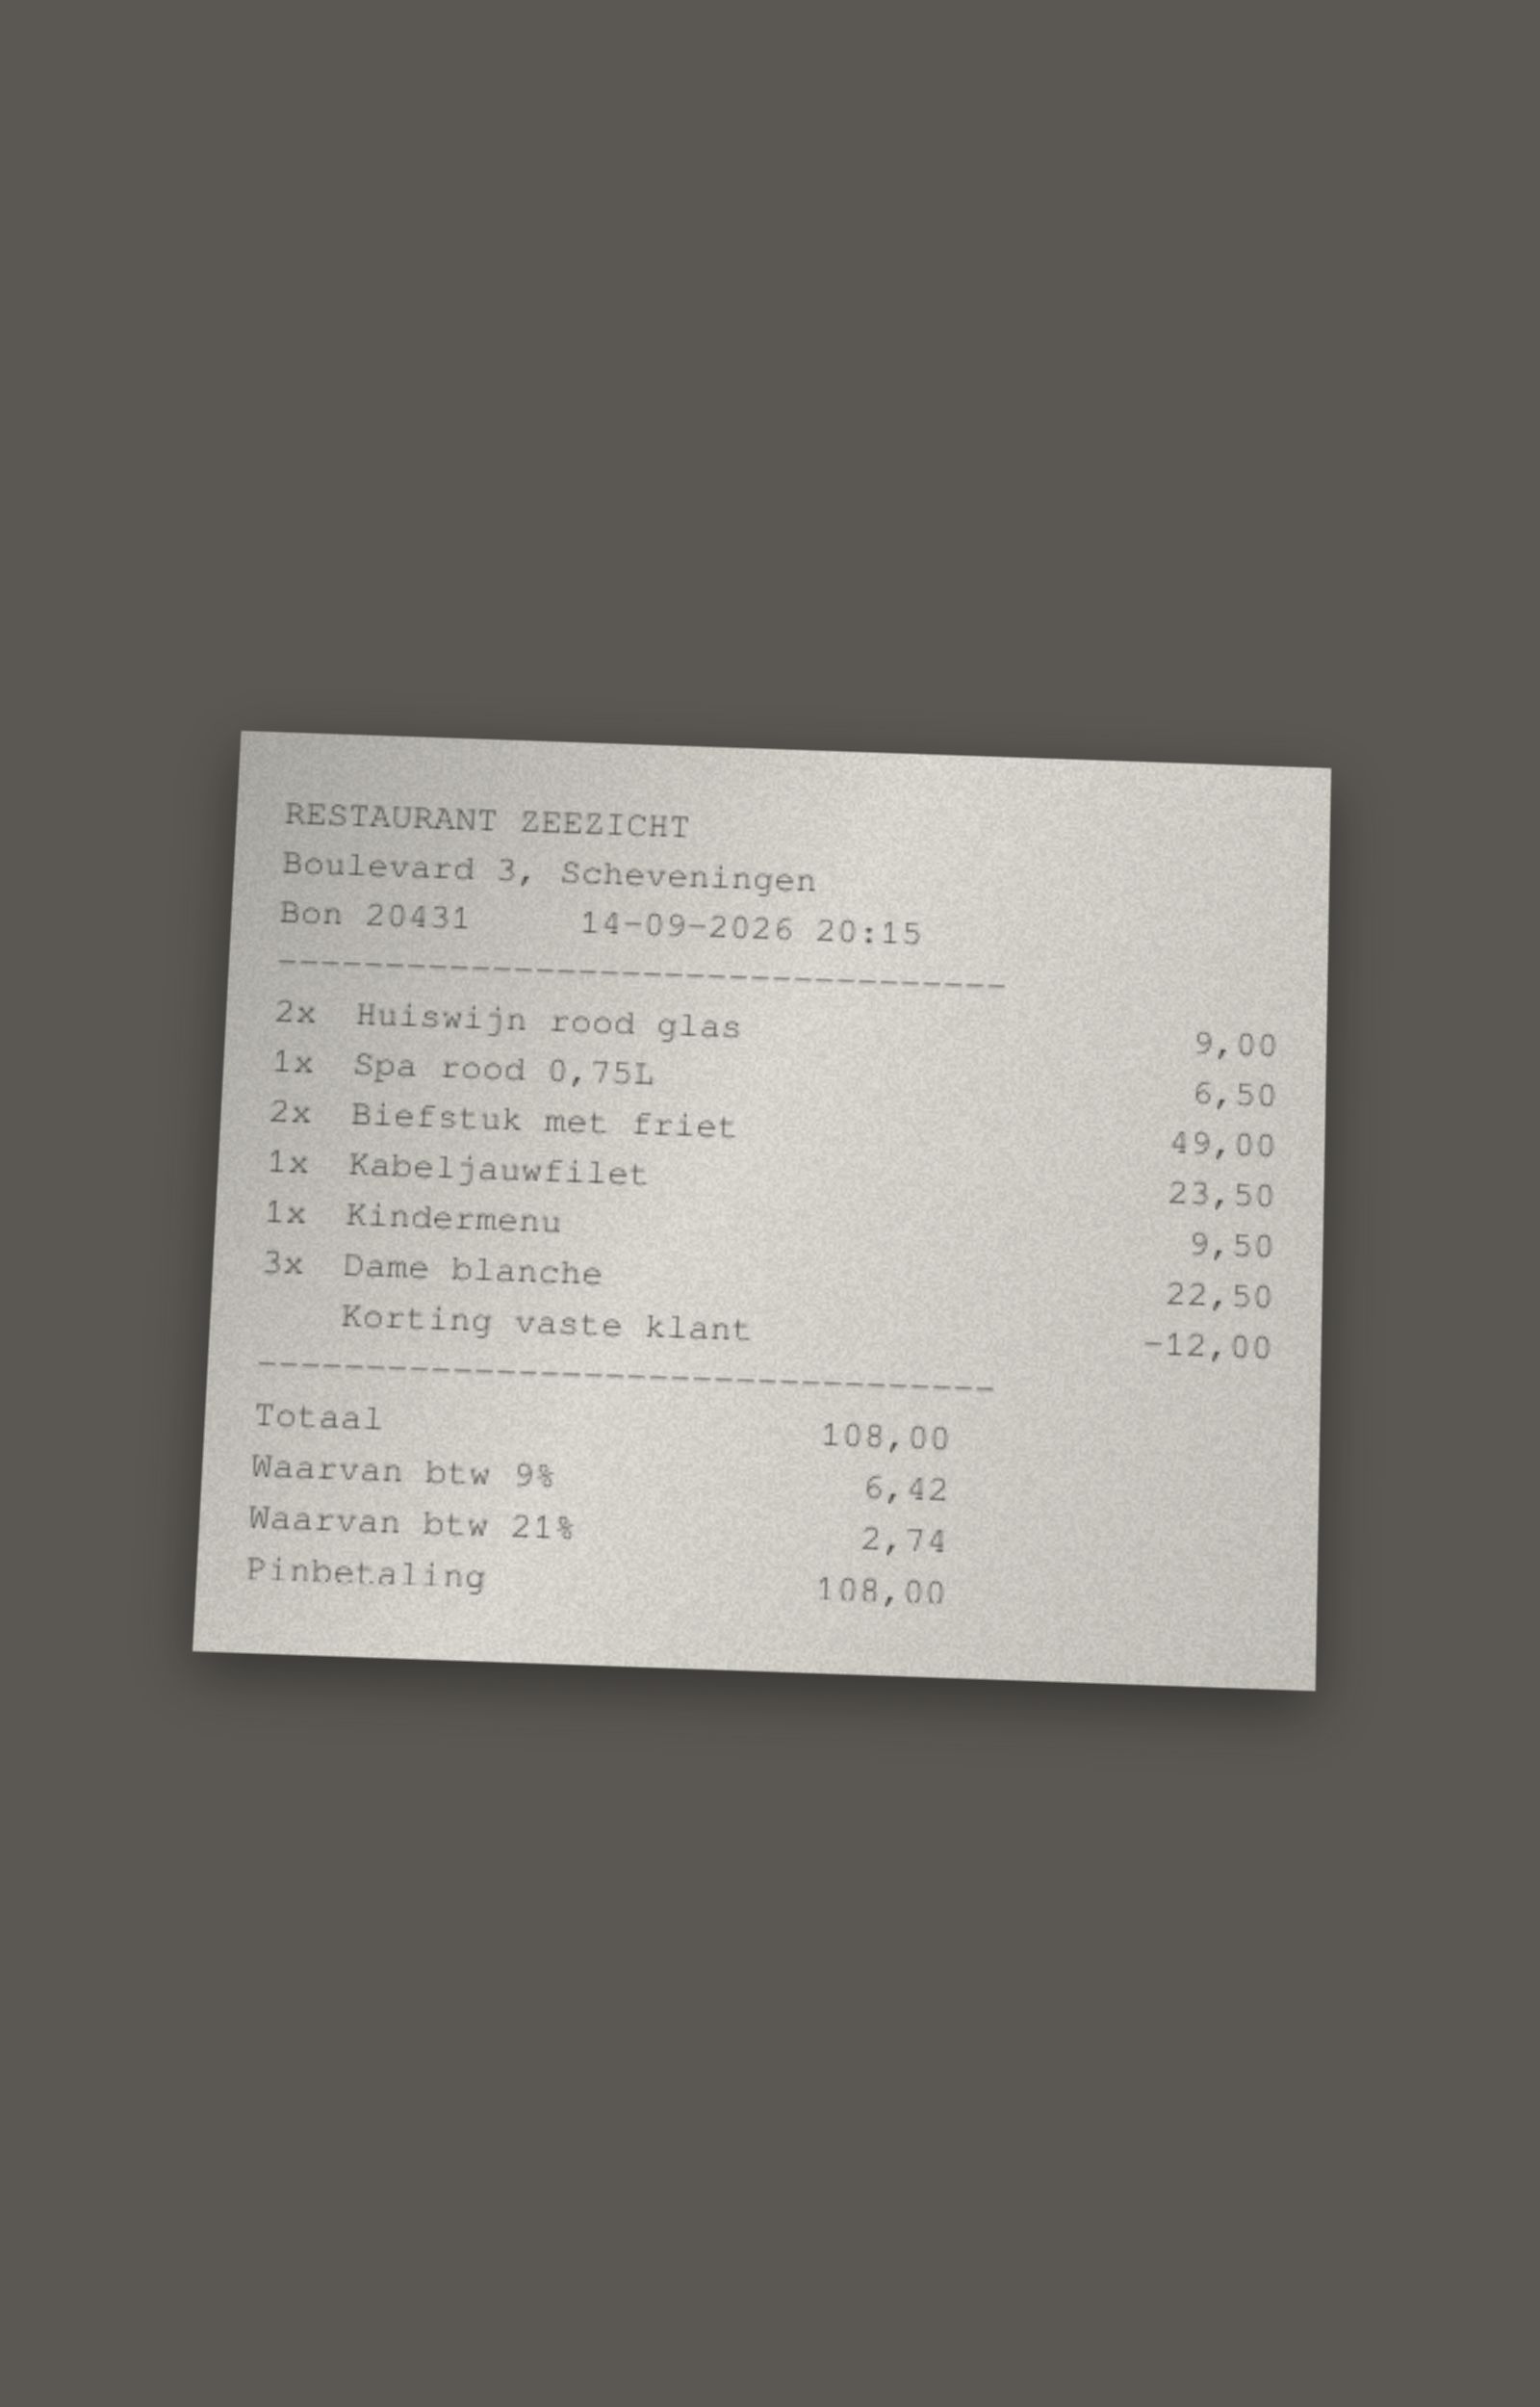 RESTAURANT ZEEZICHT
Boulevard 3, Scheveningen
Bon 20431 14-09-2026 20:15
----------------------------------
2x Huiswijn rood glas 9,00
1x Spa rood 0,75L 6,50
2x Biefstuk met friet 49,00
1x Kabeljauwfilet 23,50
1x Kindermenu 9,50
3x Dame blanche 22,50
Korting vaste klant -12,00
----------------------------------
Totaal 108,00
Waarvan btw 9% 6,42
Waarvan btw 21% 2,74
Pinbetaling 108,00